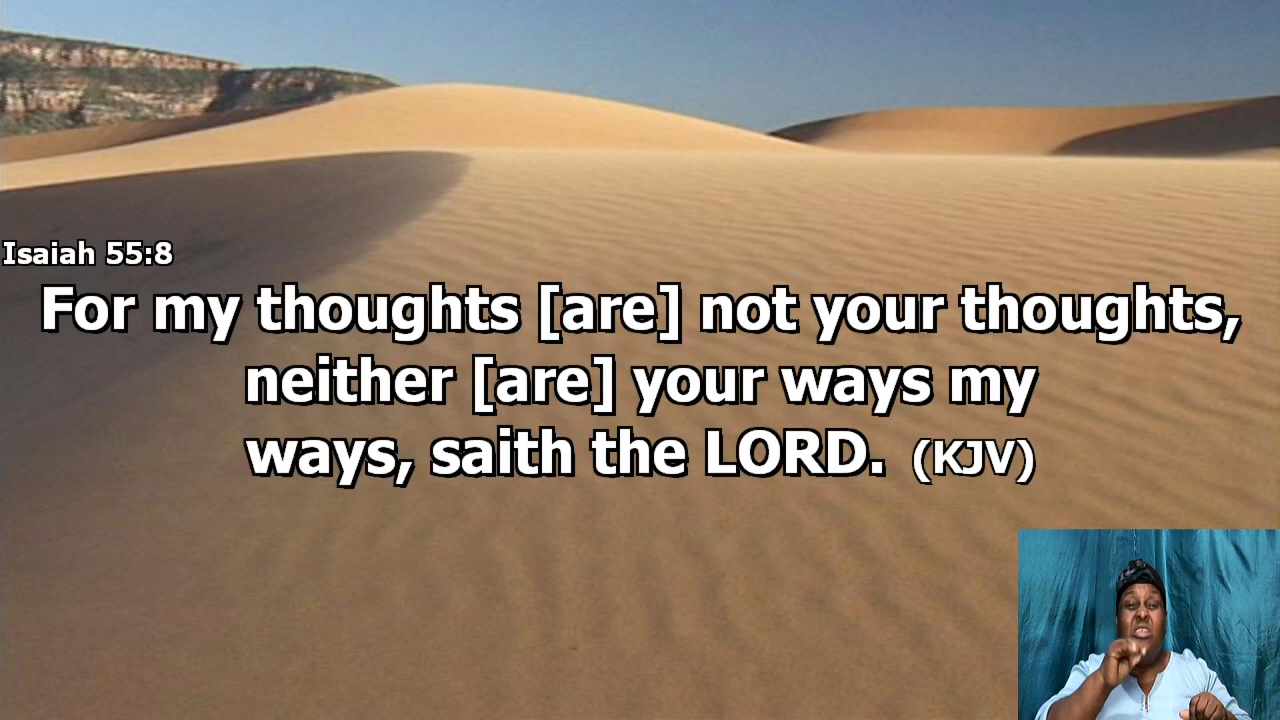 Isaiah 55:8
For my thoughts [are] not your thoughts,
neither [are] your ways my
ways, saith the LORD. (KJV)